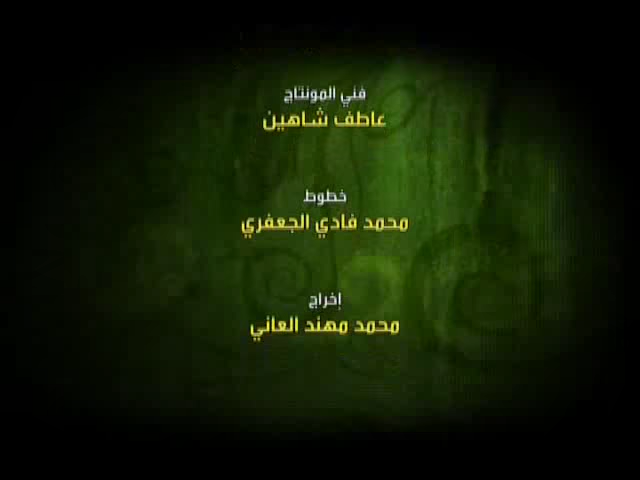 فني المونتاج
عاطف شاهين
خطوط
محمد فادي الجعفري
إخراج
محمد مهند العاني